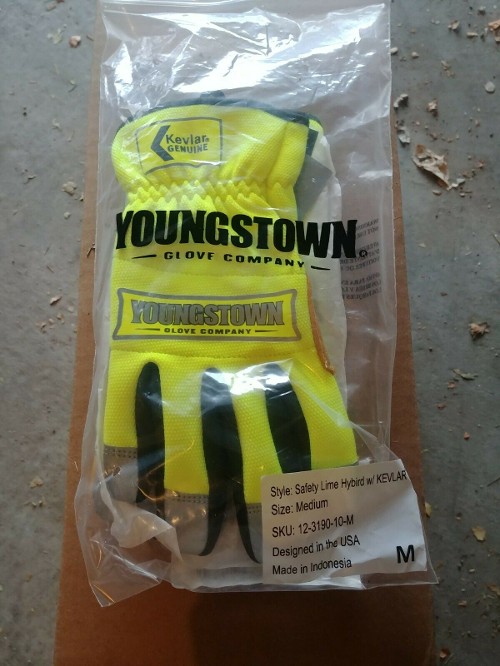 Kevlar®
GENUINE
YOUNGSTOWN®
GLOVE COMPANY
YOUNGSTOWN
GLOVE COMPANY
Style: Safety Lime Hybird w/ KEVLAR
Size: Medium
SKU: 12-3190-10-M
Designed in the USA
Made in Indonesia
M